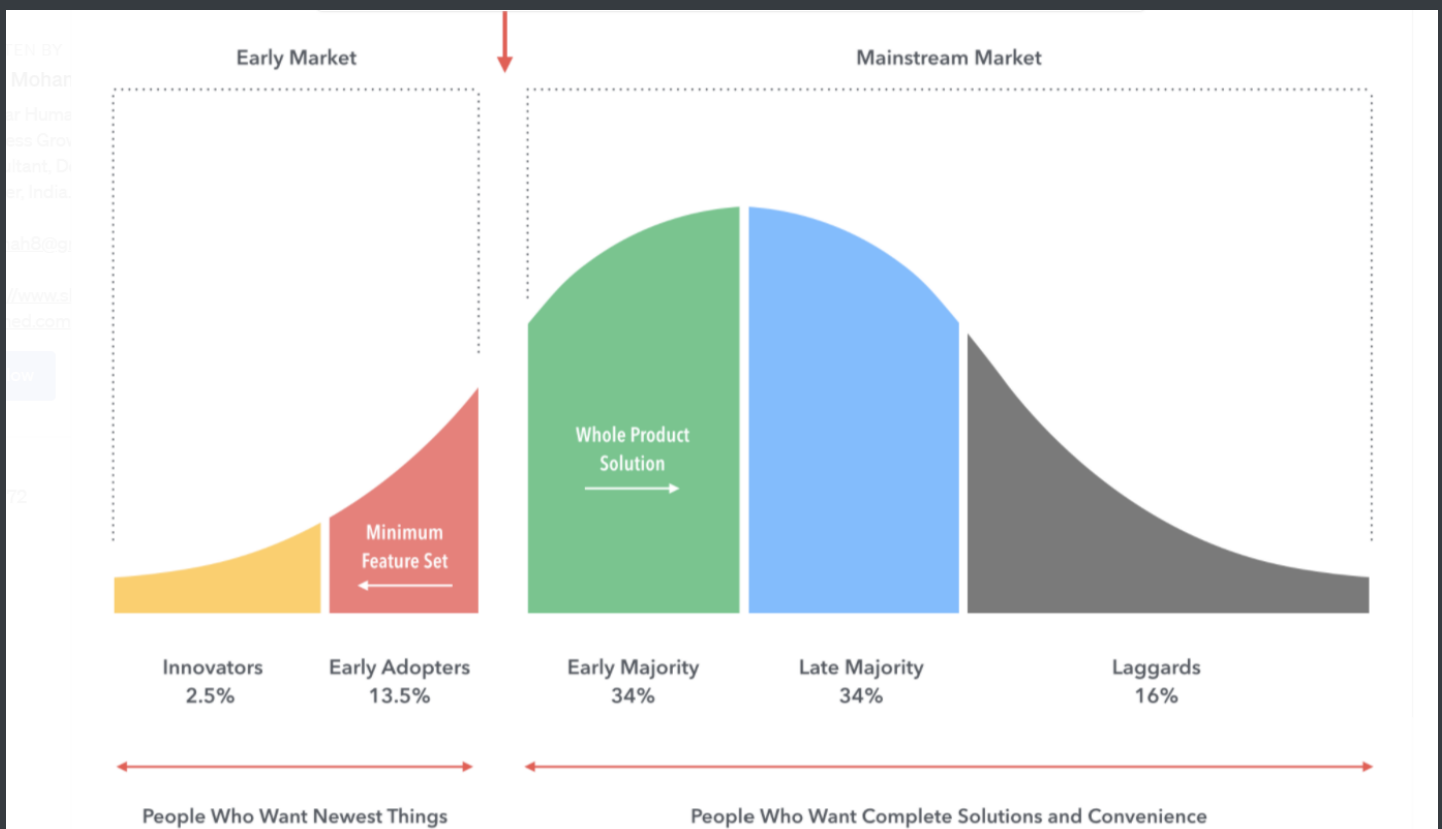 Early Market
Mainstream Market
Whole Product
Solution
Minimum
Feature Set
Innovators
2.5%
Early Adopters
13.5%
Early Majority
34%
Late Majority
34%
Laggards
16%
People Who Want Newest Things
People Who Want Complete Solutions and Convenience